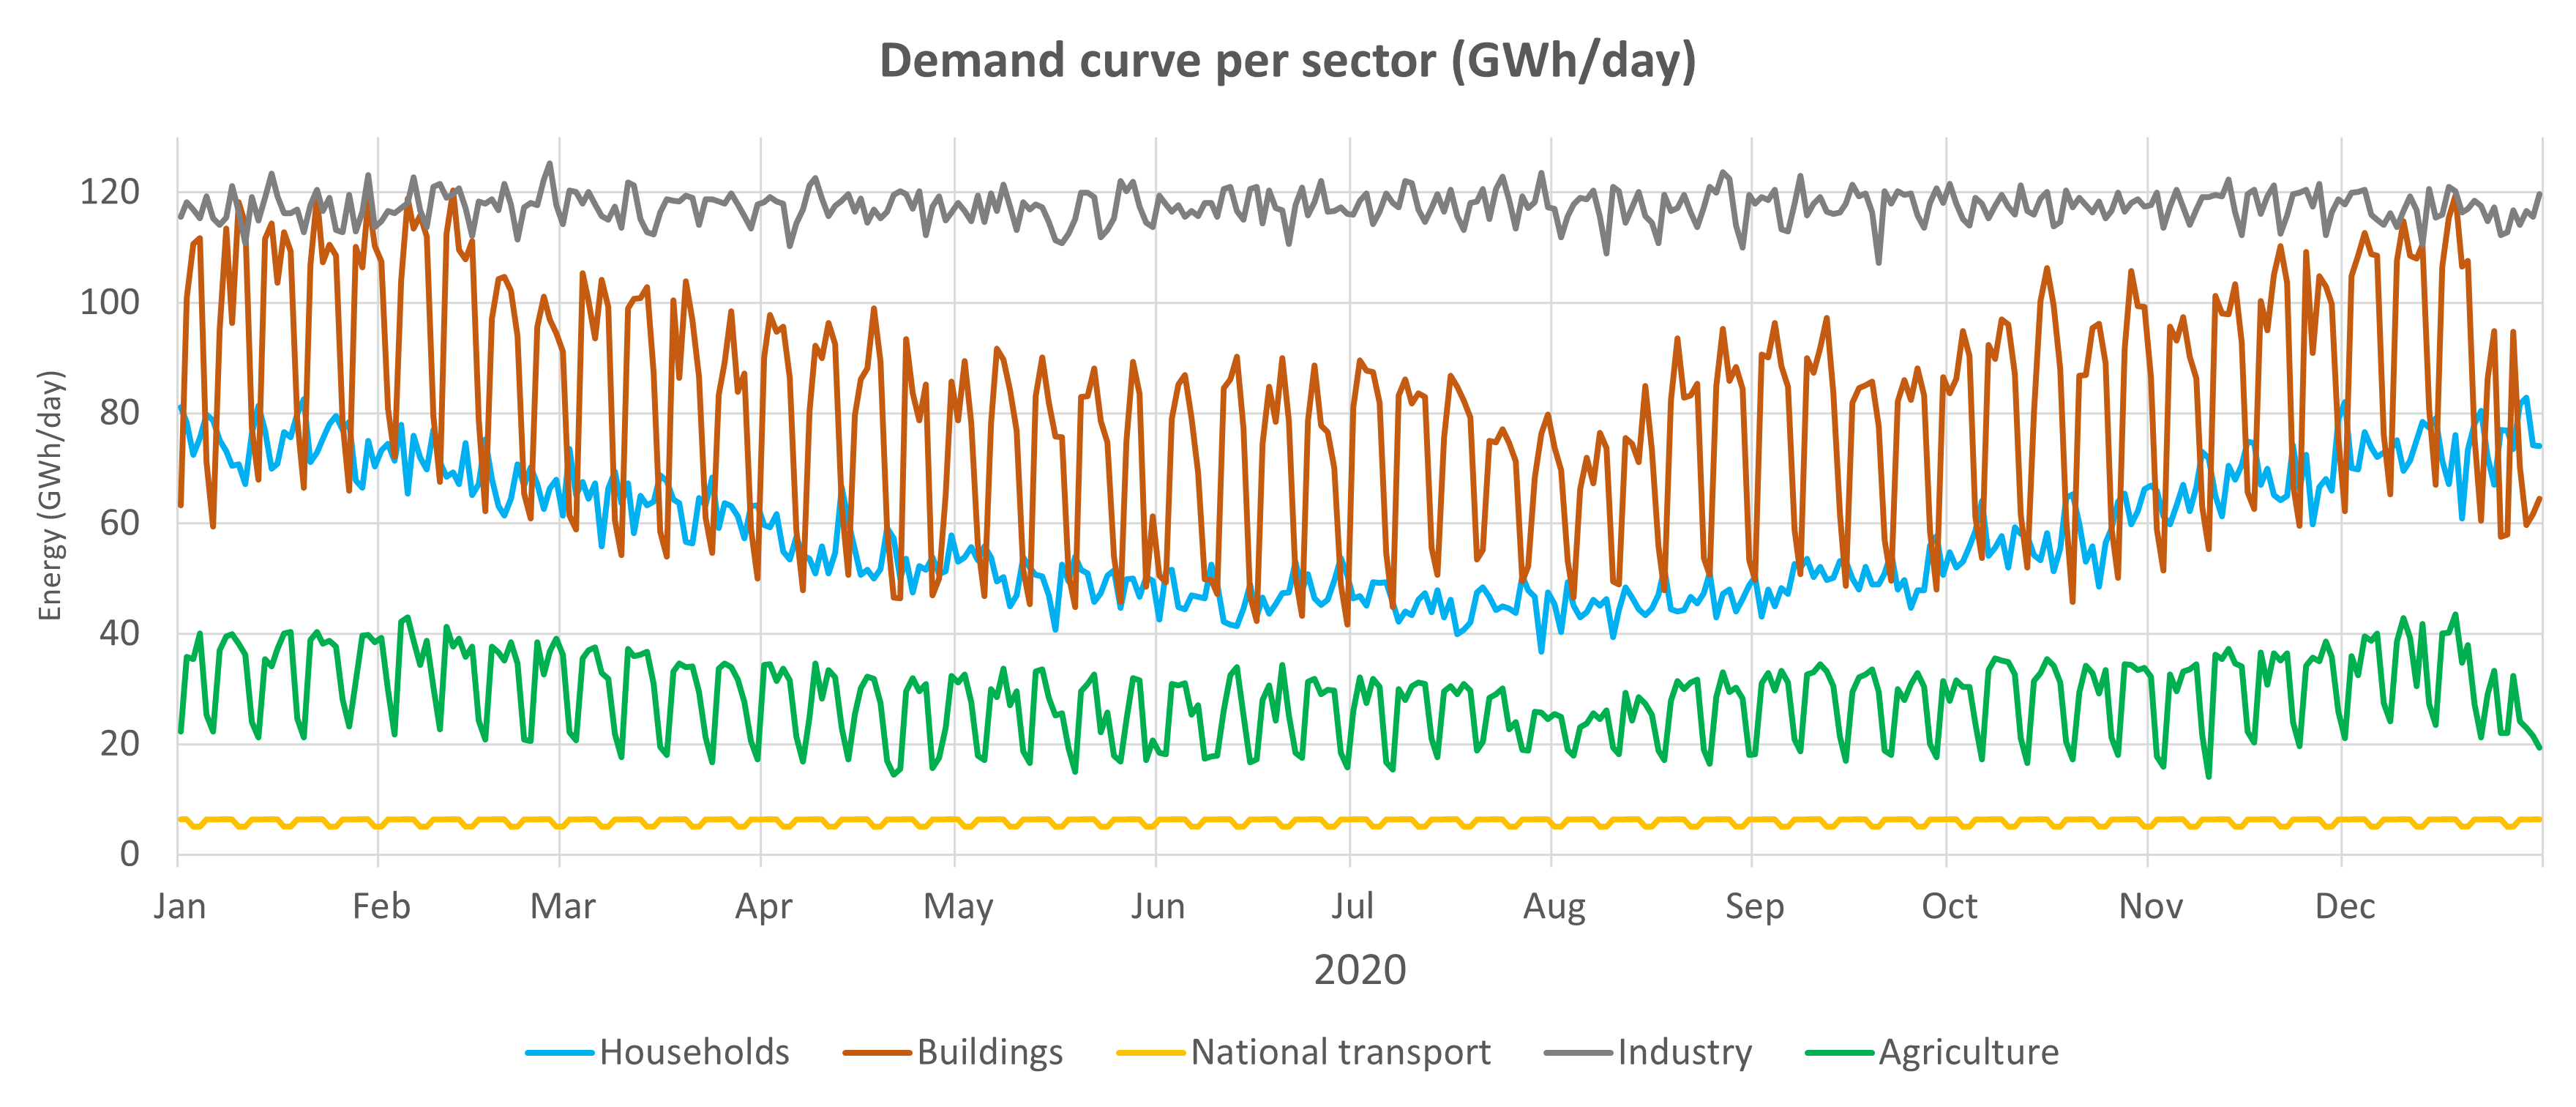 Demand curve per sector (GWh/day)
Energy (GWh/day)
120
100
80
60
40
20
0
Jan Feb Mar Apr May Jun Jul Aug Sep Oct Nov Dec
2020
Households Buildings National transport Industry Agriculture